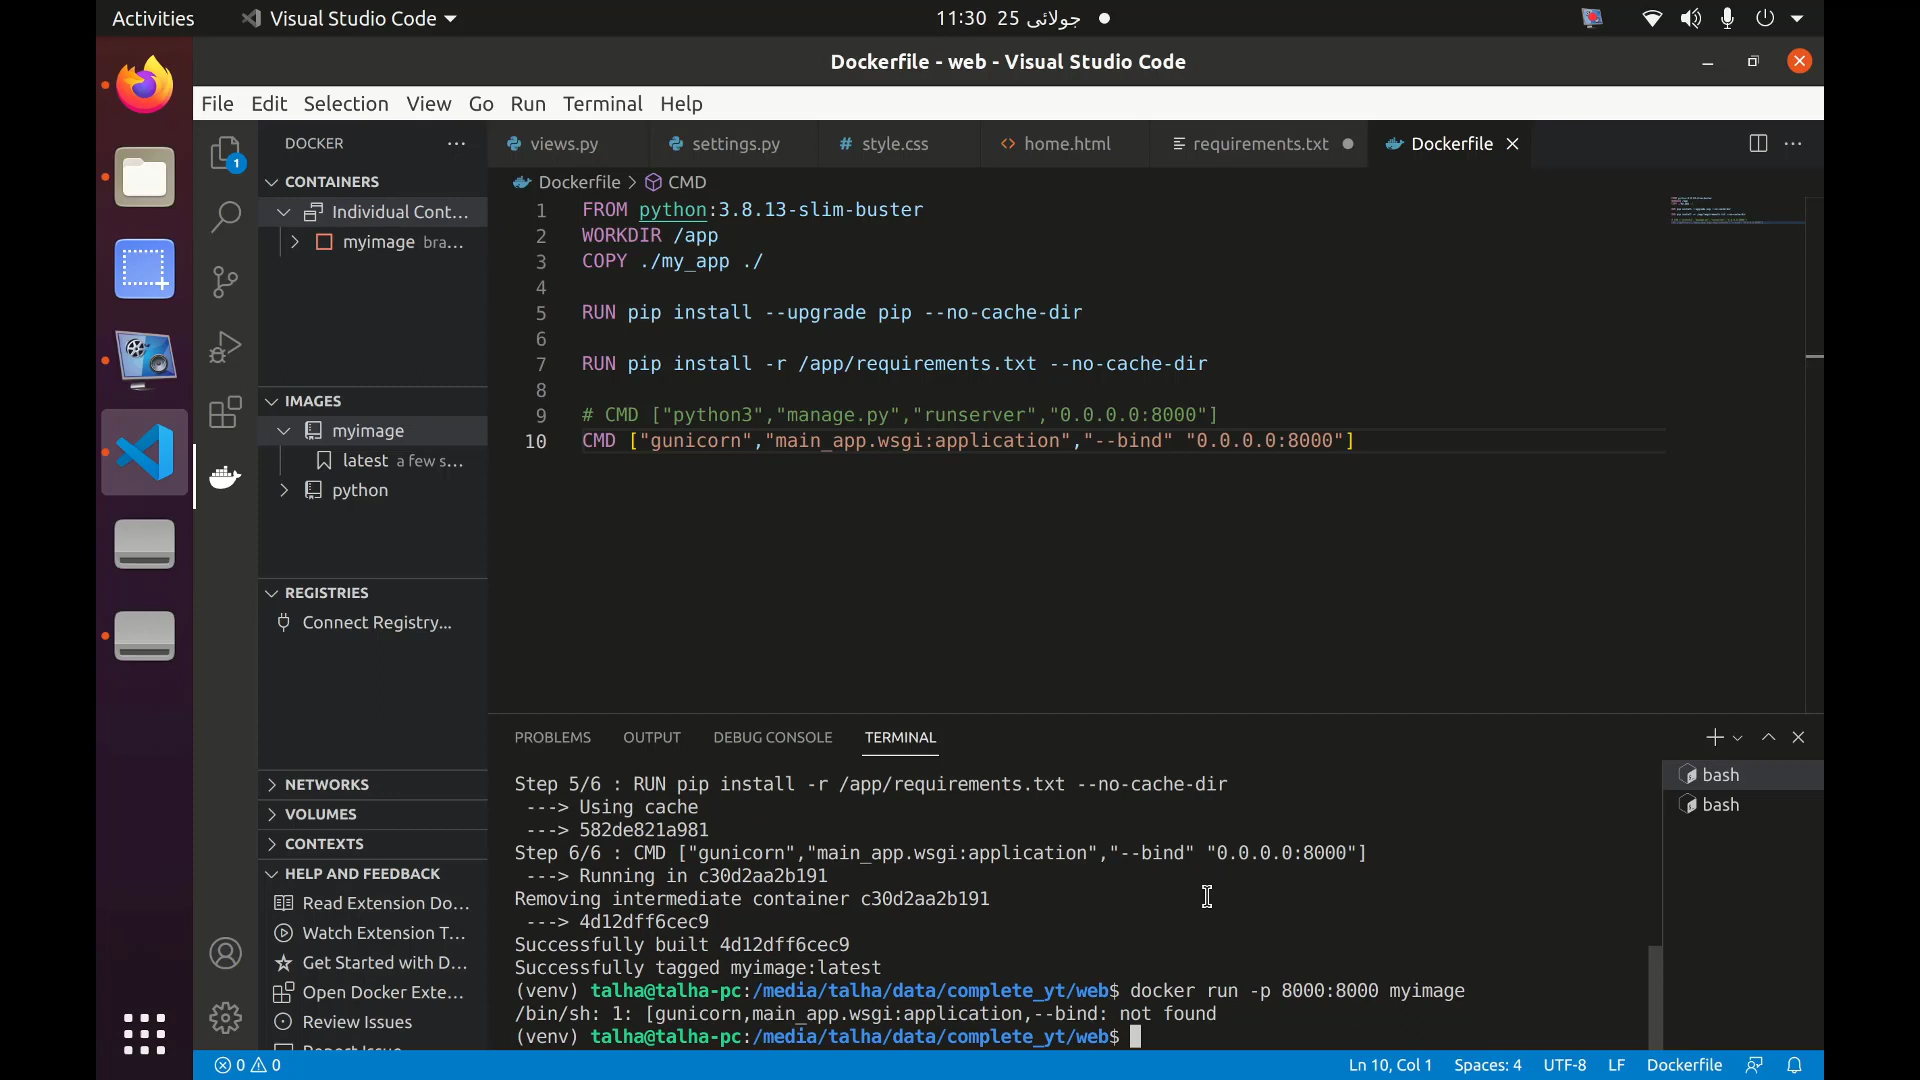 Activities
Visual Studio Code
11:30 25 جولائی
Dockerfile - web - Visual Studio Code
File Edit Selection View Go Run Terminal Help
1
DOCKER
CONTAINERS
Individual Cont...
myimage bra...
IMAGES
myimage
latest a few s...
python
REGISTRIES
Connect Registry...
NETWORKS
VOLUMES
CONTEXTS
HELP AND FEEDBACK
Read Extension Do...
Watch Extension T...
Get Started with D...
Open Docker Exte...
Review Issues
views.py settings.py # style.css <> home.html requirements.txt Dockerfile
Dockerfile > CMD
1 FROM python:3.8.13-slim-buster
2 WORKDIR /app
3 COPY ./my_app ./
4
5 RUN pip install --upgrade pip --no-cache-dir
6
7 RUN pip install -r /app/requirements.txt --no-cache-dir
8
9 # CMD ["python3","manage.py","runserver","0.0.0.0:8000"]
10 CMD ["gunicorn","main_app.wsgi:application","--bind" "0.0.0.0:8000"]
PROBLEMS OUTPUT DEBUG CONSOLE TERMINAL
Step 5/6 : RUN pip install -r /app/requirements.txt --no-cache-dir
---> Using cache
---> 582de821a981
Step 6/6 : CMD ["gunicorn","main_app.wsgi:application","--bind" "0.0.0.0:8000"]
---> Running in c30d2aa2b191
Removing intermediate container c30d2aa2b191
---> 4d12dff6cec9
Successfully built 4d12dff6cec9
Successfully tagged myimage:latest
(venv) talha@talha-pc:/media/talha/data/complete_yt/web$ docker run -p 8000:8000 myimage
/bin/sh: 1: [gunicorn,main_app.wsgi:application,--bind: not found
(venv) talha@talha-pc:/media/talha/data/complete_yt/web$
bash
bash
0 0
Ln 10, Col 1 Spaces: 4 UTF-8 LF Dockerfile